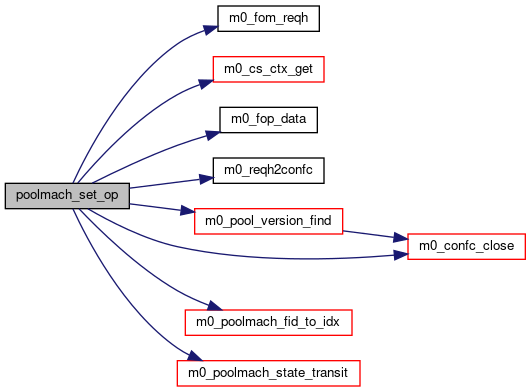 m0_fom_reqh
m0_cs_ctx_get
m0_fop_data
m0_reqh2confc
poolmach_set_op
m0_pool_version_find
m0_confc_close
m0_poolmach_fid_to_idx
m0_poolmach_state_transit